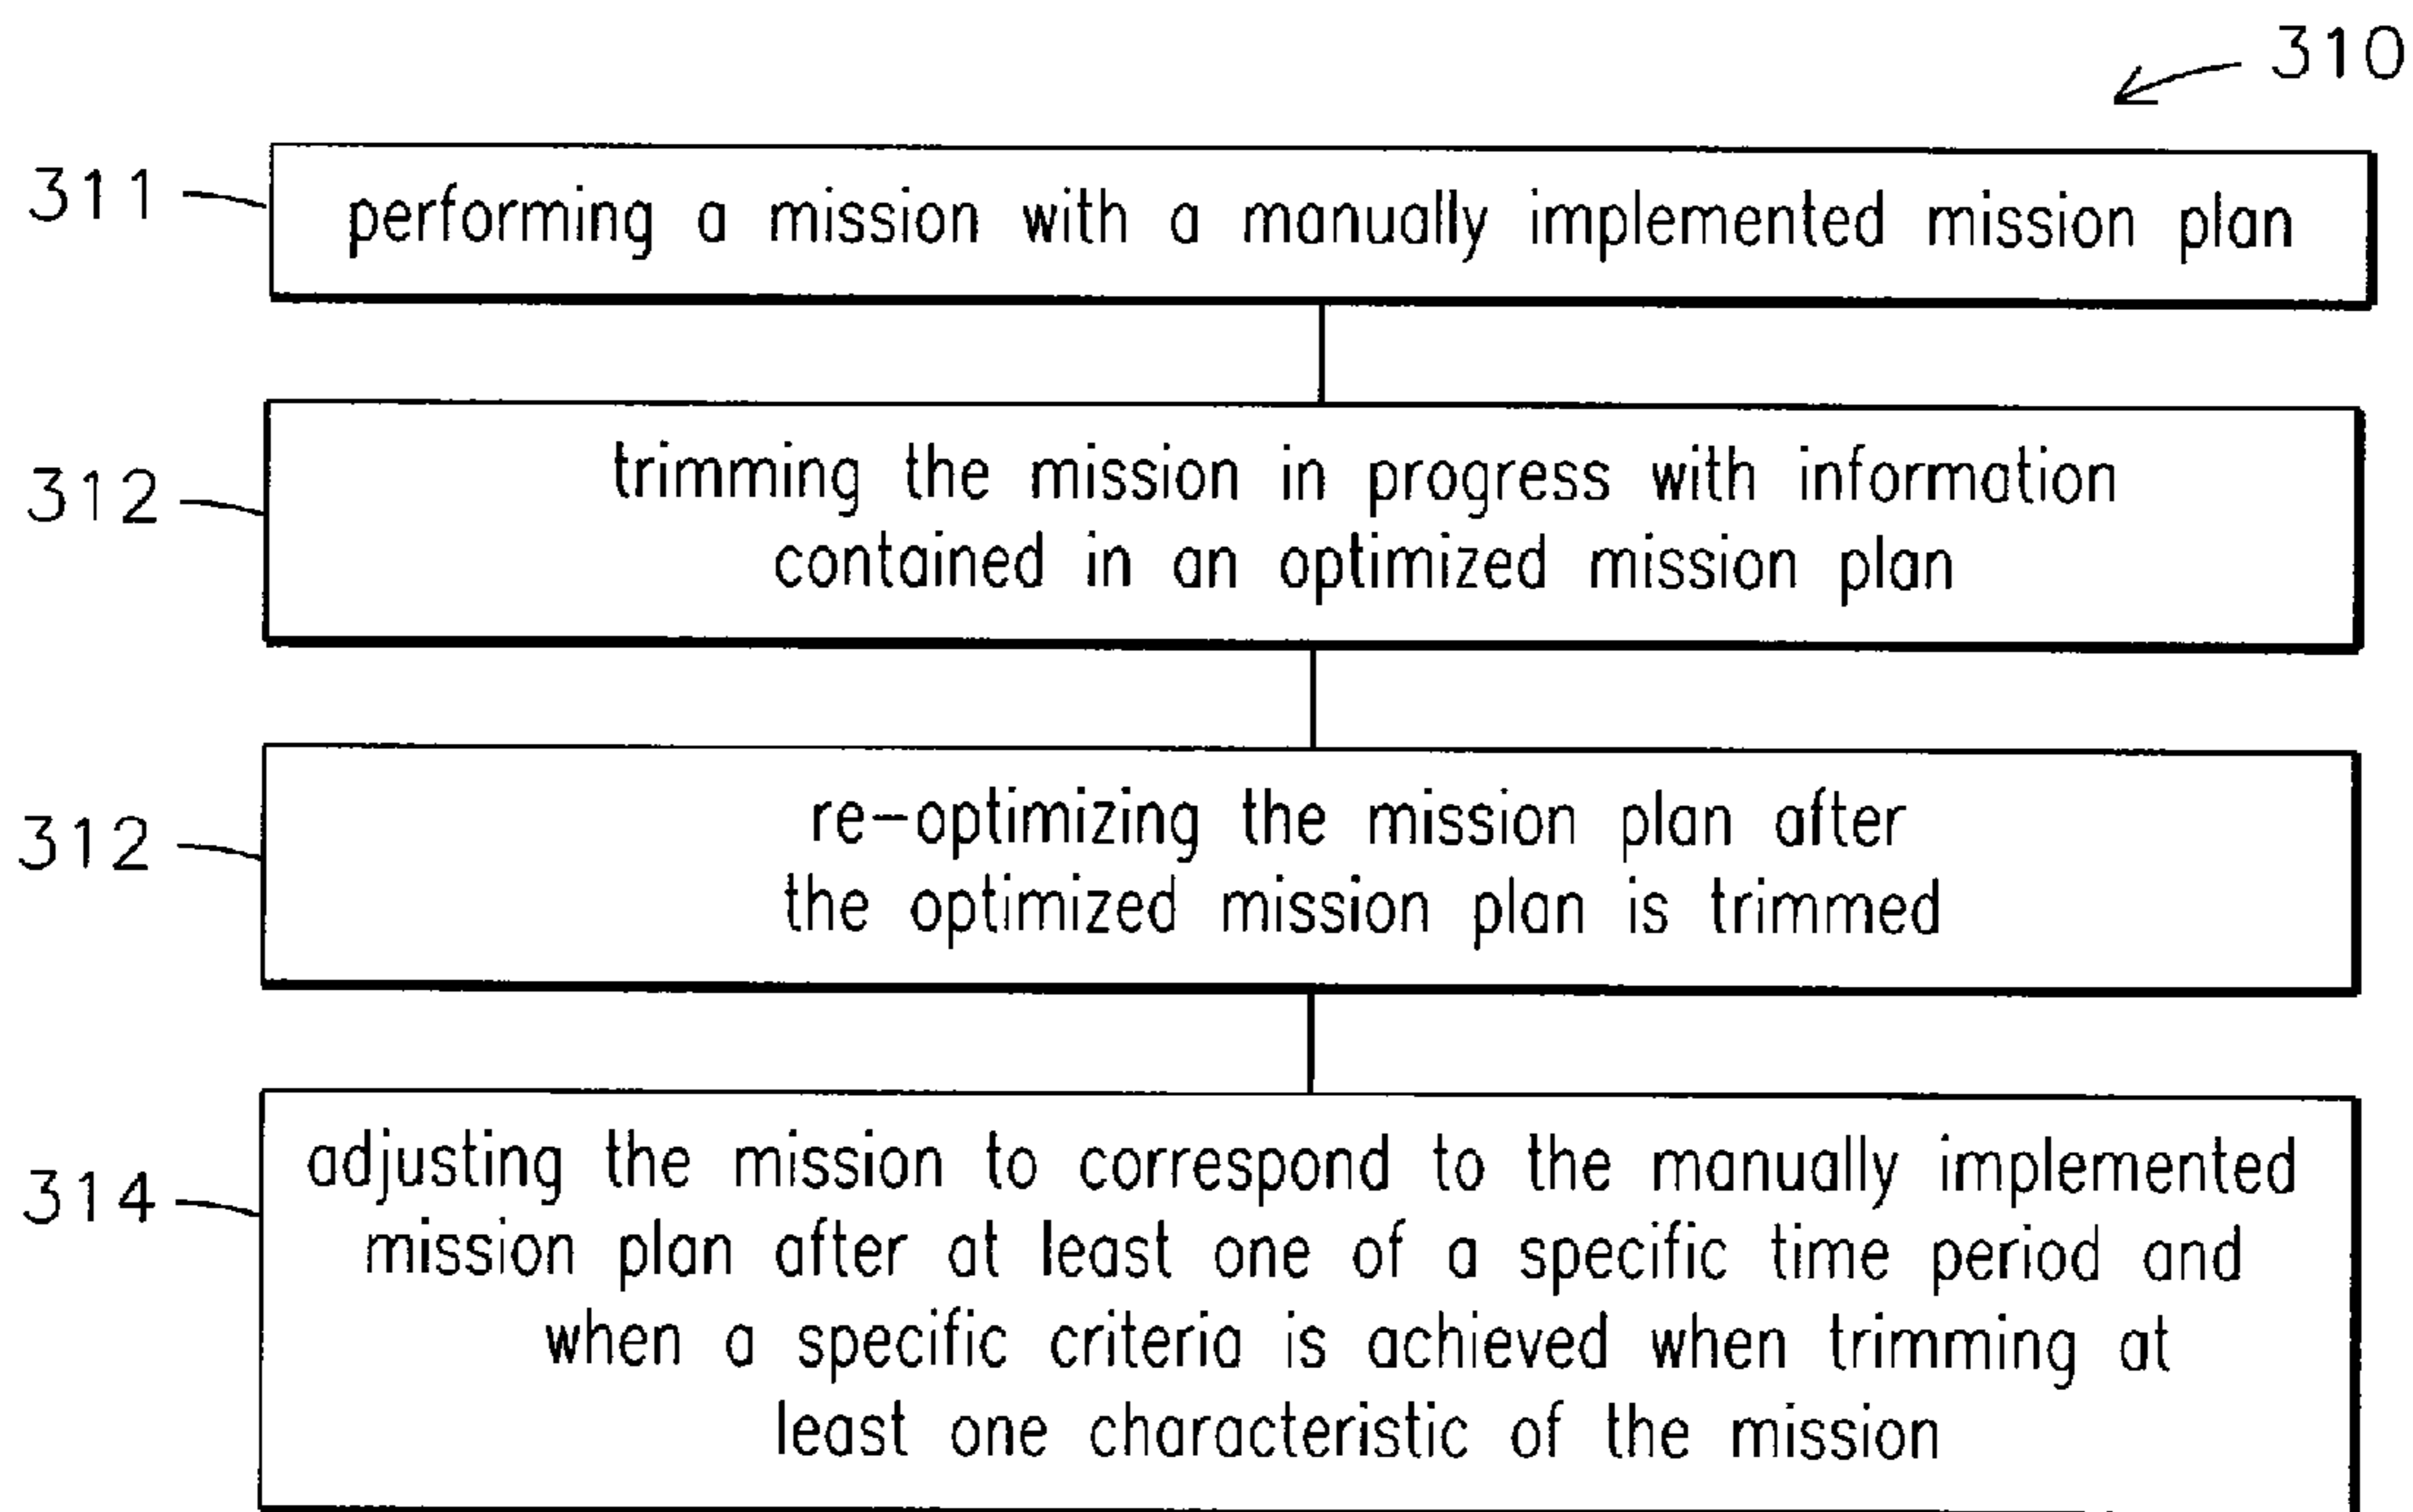 310
311
performing a mission with a manually implemented mission plan
312
trimming the mission in progress with information
contained in an optimized mission plan
312
re-optimizing the mission plan after
the optimized mission plan is trimmed
314
adjusting the mission to correspond to the manually implemented
mission plan after at least one of a specific time period and
when a specific criteria is achieved when trimming at
least one characteristic of the mission